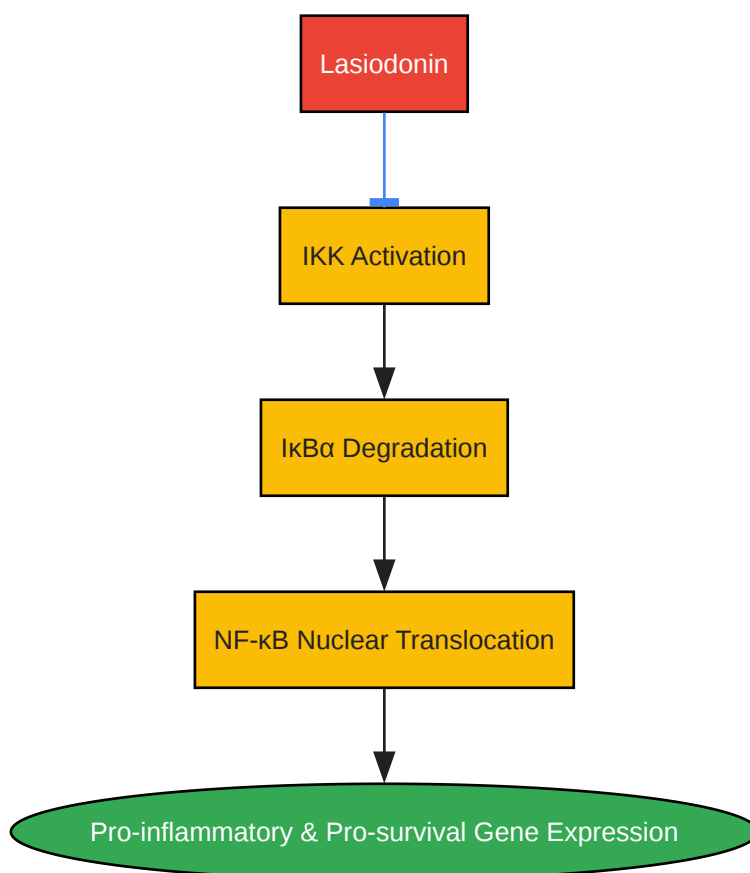 Lasiodonin
IKK Activation
IκBα Degradation
NF-κB Nuclear Translocation
Pro-inflammatory & Pro-survival Gene Expression